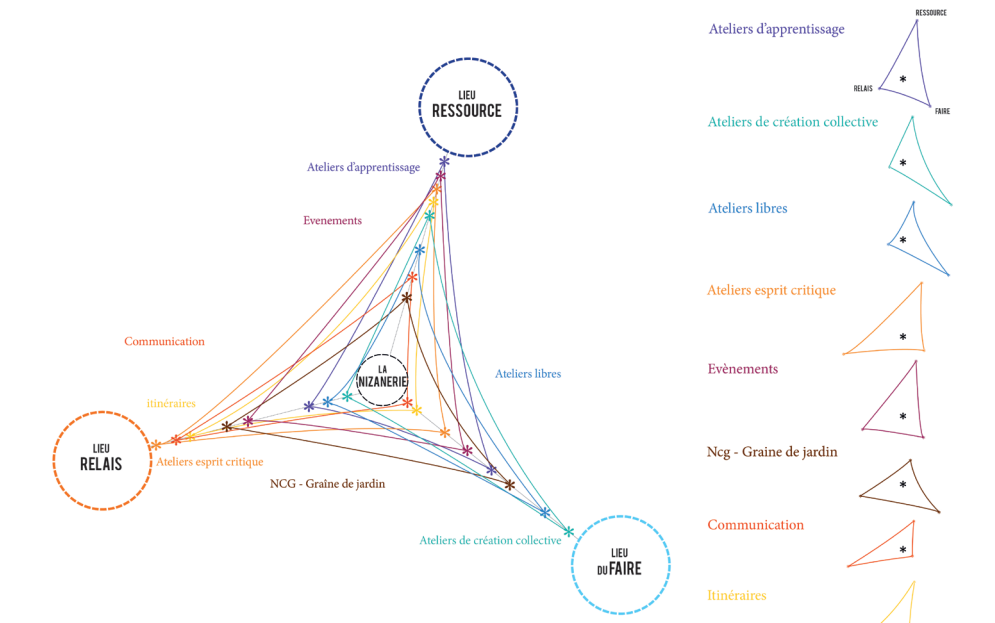 LIEU
RESSOURCE
Ateliers d'apprentissage
Evenements
Communication
LA
NIZANERIE
Ateliers libres
itinéraires
LIEU
RELAIS
Ateliers esprit critique
NCG - Graîne de jardin
Ateliers de création collective
LIEU
DU FAIRE
RESSOURCE
Ateliers d'apprentissage
RELAIS
FAIRE
Ateliers de création collective
Ateliers libres
Ateliers esprit critique
Evènements
Ncg - Graine de jardin
Communication
Itinéraires